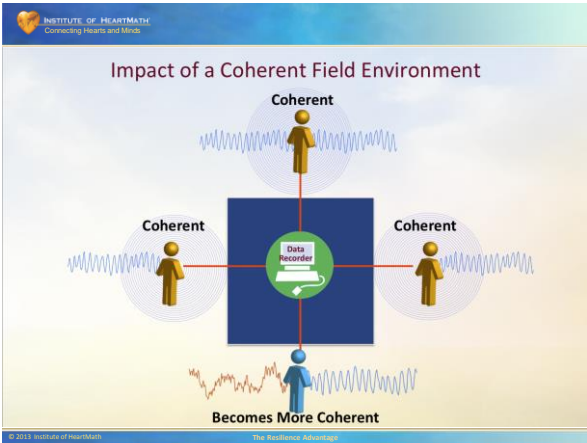 INSTITUTE OF HEARTMATH
Connecting Hearts and Minds
Impact of a Coherent Field Environment
Coherent
Coherent
Coherent
Data
Recorder
Becomes More Coherent
© 2013 Institute of HeartMath
The Resilience Advantage